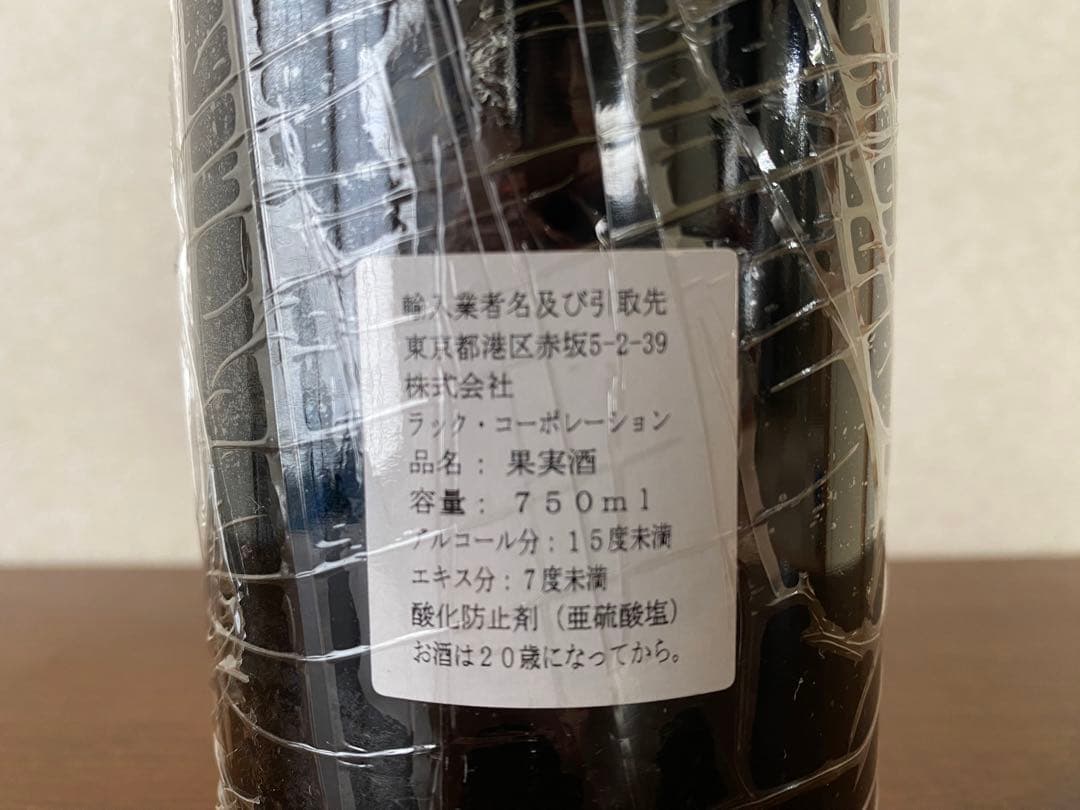 輸入業者名及び引取先
東京都港区赤坂5-2-39
株式会社
ラック・コーポレーション
品名： 果実酒
容量： ７５０ｍｌ
アルコール分：１５度未満
エキス分：７度未満
酸化防止剤（亜硫酸塩）
お酒は２０歳になってから。